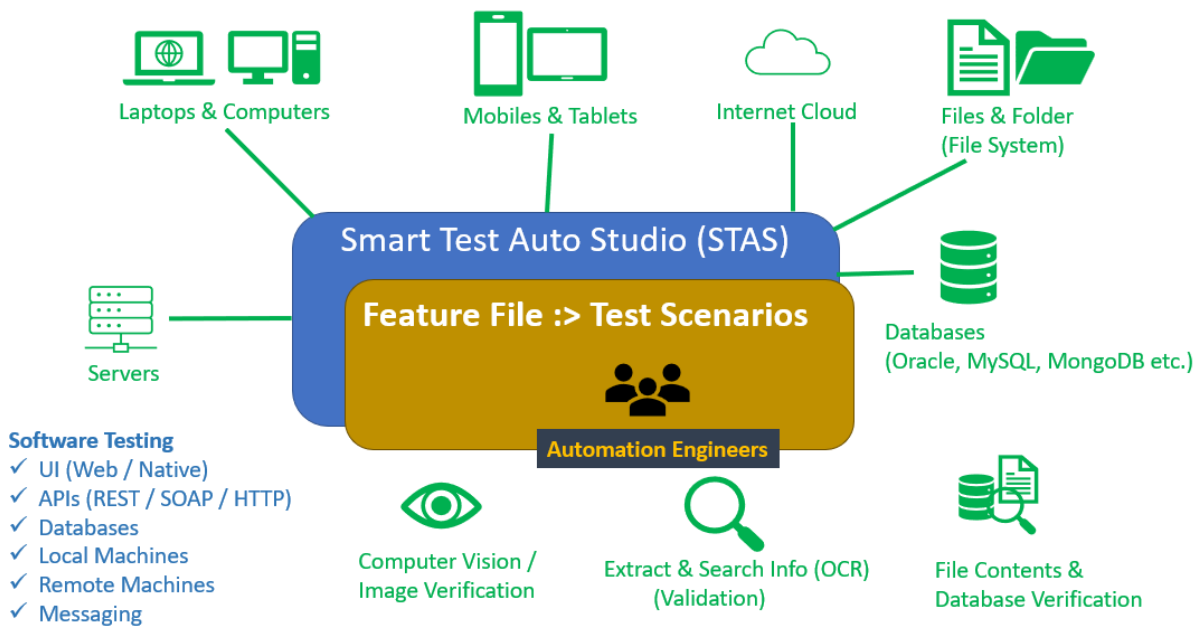 Laptops & Computers
Mobiles & Tablets
Internet Cloud
Files & Folder
(File System)
Smart Test Auto Studio (STAS)
Feature File :> Test Scenarios
Automation Engineers
Servers
Databases
(Oracle, MySQL, MongoDB etc.)
Software Testing
✓ UI (Web / Native)
✓ APIs (REST / SOAP / HTTP)
✓ Databases
✓ Local Machines
✓ Remote Machines
✓ Messaging
Computer Vision /
Image Verification
Extract & Search Info (OCR)
(Validation)
File Contents &
Database Verification